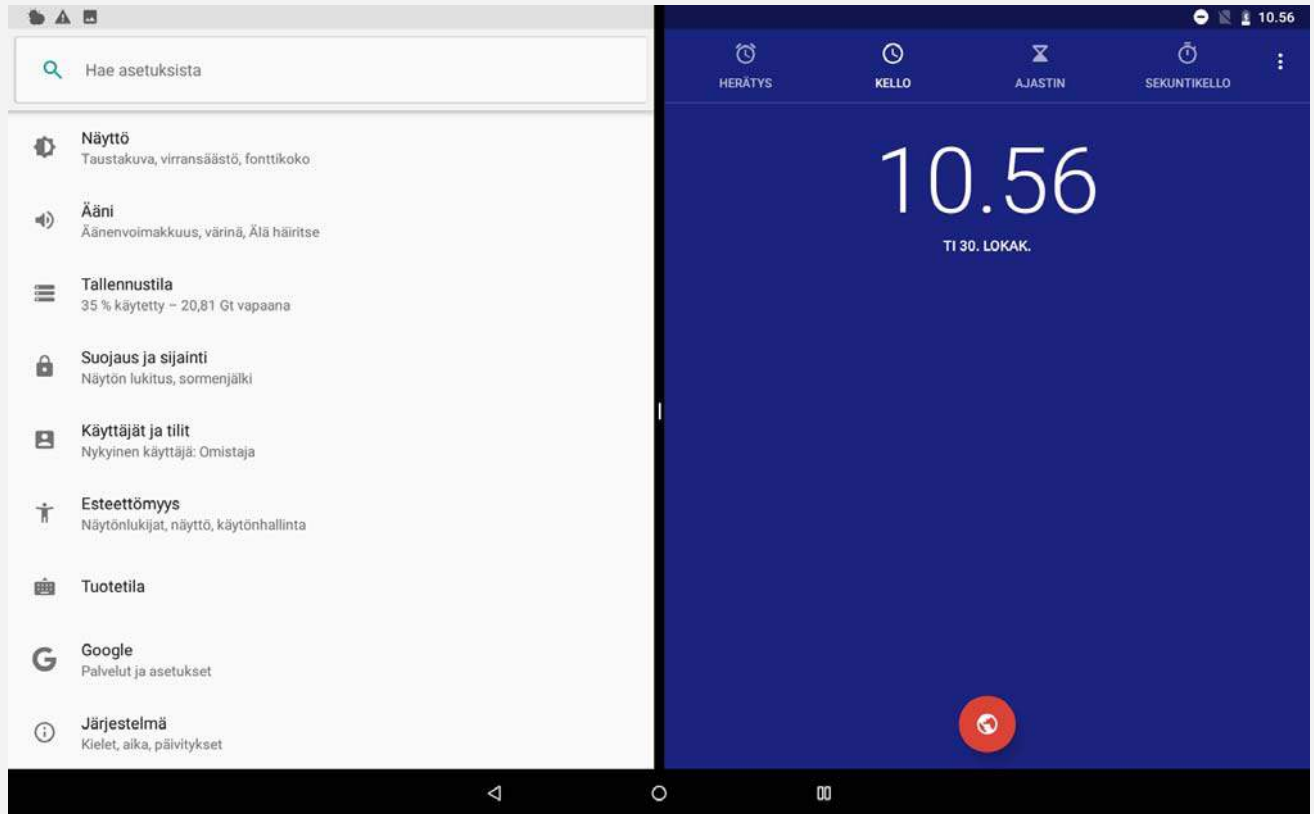 10.56
Hae asetuksista
Näyttö
Taustakuva, virransäästö, fonttikoko
Ääni
Äänenvoimakkuus, värinä, Älä häiritse
Tallennustila
35 % käytetty – 20,81 Gt vapaana
Suojaus ja sijainti
Näytön lukitus, sormenjälki
Käyttäjät ja tilit
Nykyinen käyttäjä: Omistaja
Esteettömyys
Näytönlukijat, näyttö, käytönhallinta
Tuotetila
Google
Palvelut ja asetukset
Järjestelmä
Kielet, aika, päivitykset
HERÄTYS KELLO AJASTIN SEKUNTIKELLO
10.56
TI 30. LOKAK.